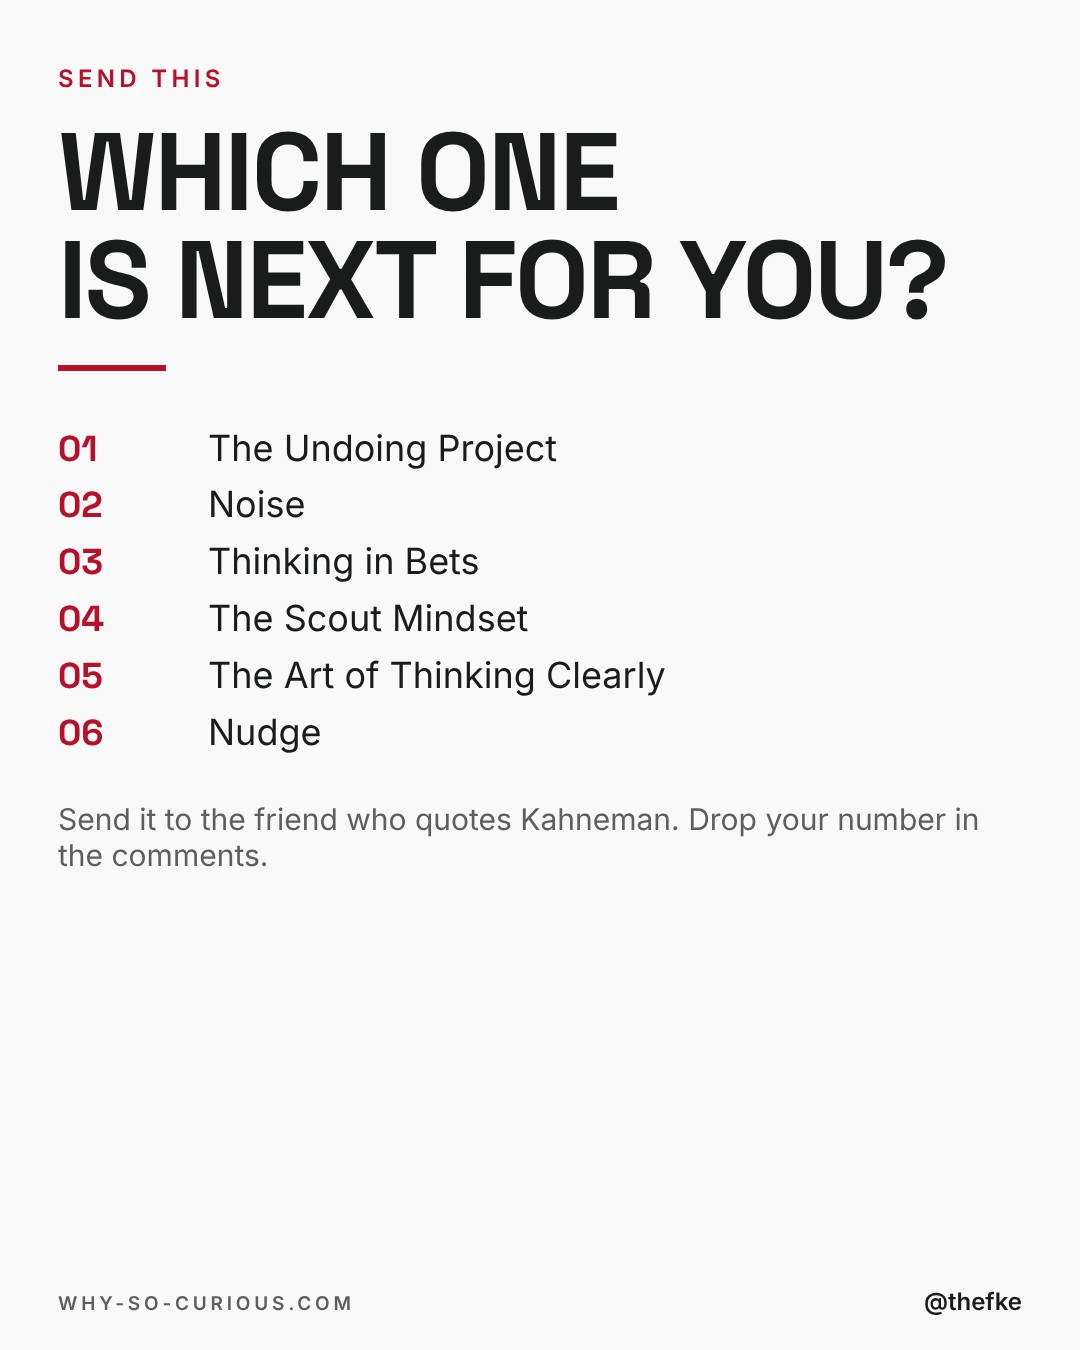 SEND THIS
WHICH ONE
IS NEXT FOR YOU?
01 The Undoing Project
02 Noise
03 Thinking in Bets
04 The Scout Mindset
05 The Art of Thinking Clearly
06 Nudge
Send it to the friend who quotes Kahneman. Drop your number in
the comments.
WHY-SO-CURIOUS.COM
@thefke